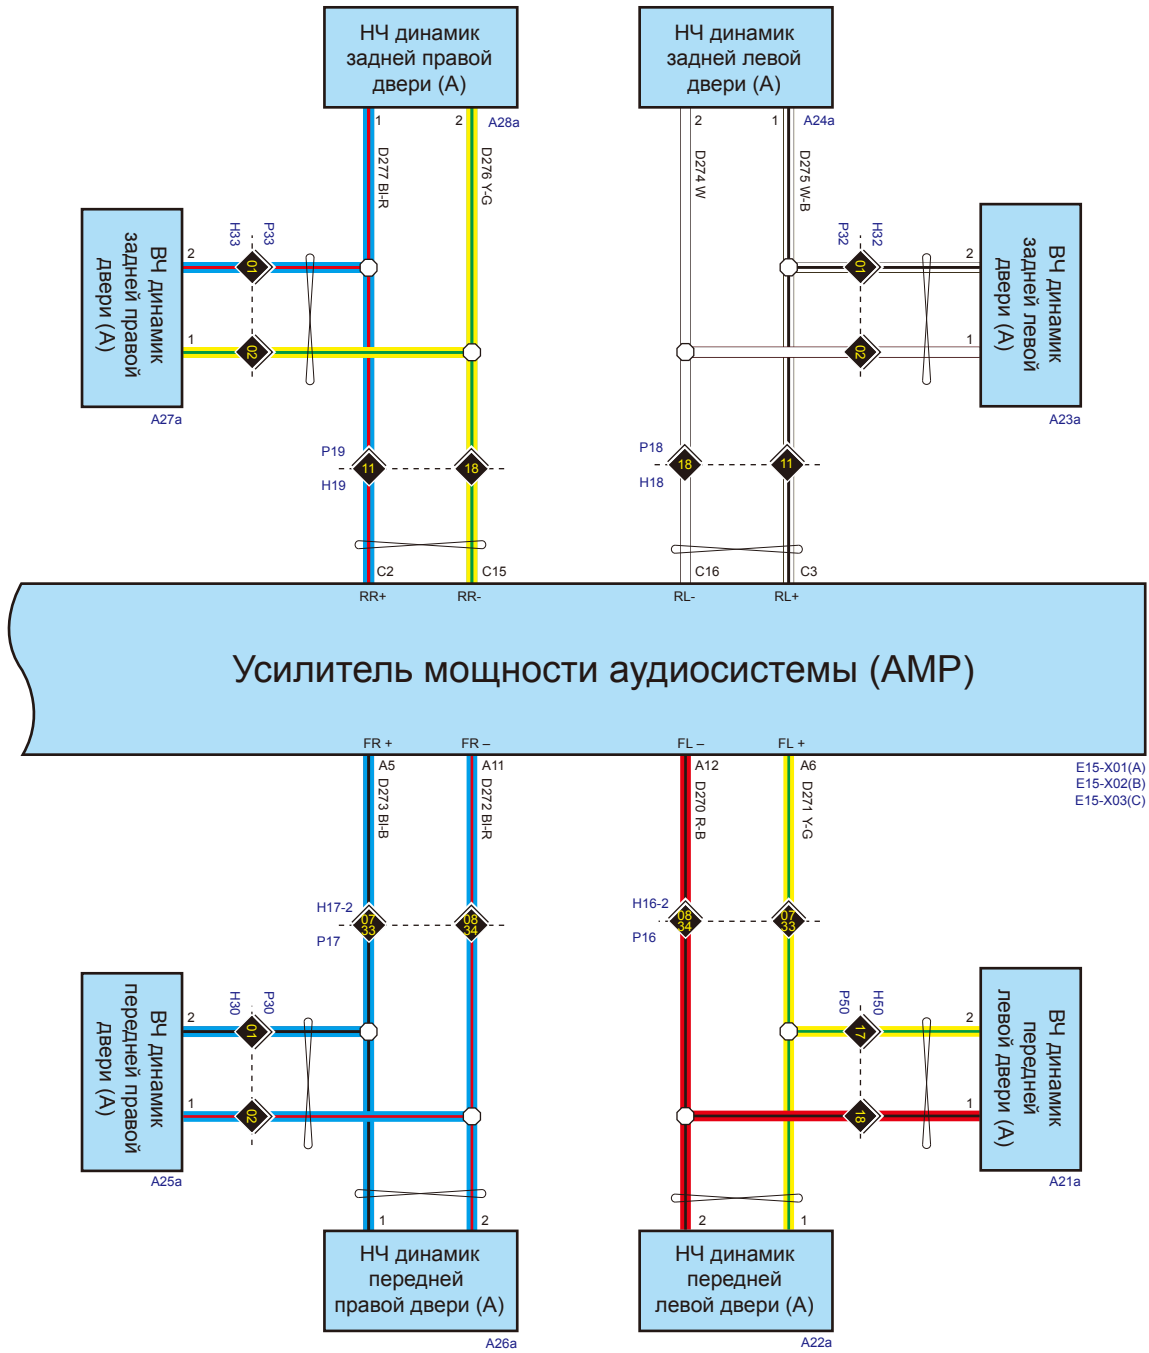 НЧ динамик
задней правой
двери (А)
НЧ динамик
задней левой
двери (А)
1
2
A28a
2
1
A24a
D277 Bl-R
D276 Y-G
D274 W
D275 W-B
ВЧ динамик
задней правой
двери (А)
2
1
A27a
H33
P33
01
02
P32
H32
01
02
2
1
ВЧ динамик
задней левой
двери (А)
A23a
P19
H19
11
18
P18
H18
18
11
C2
C15
C16
C3
RR+
RR-
RL-
RL+
Усилитель мощности аудиосистемы (AMP)
FR +
FR –
FL –
FL +
A5
A11
A12
A6
E15-X01(A)
E15-X02(B)
E15-X03(C)
D273 Bl-B
D272 Bl-R
D270 R-B
D271 Y-G
H17-2
P17
07
33
08
34
H16-2
P16
08
34
07
33
ВЧ динамик
передней правой
двери (А)
2
1
A25a
H30
P30
01
02
P50
H50
17
18
2
1
ВЧ динамик
передней
левой двери (А)
A21a
1
2
2
1
НЧ динамик
передней
правой двери (А)
A26a
НЧ динамик
передней
левой двери (А)
A22a